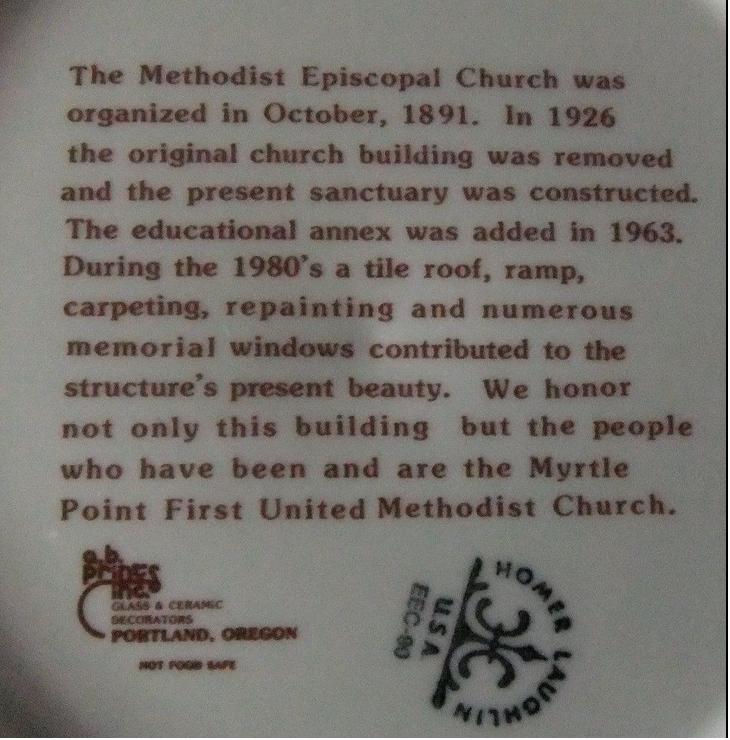 The Methodist Episcopal Church was
organized in October, 1891. In 1926
the original church building was removed
and the present sanctuary was constructed.
The educational annex was added in 1963.
During the 1980's a tile roof, ramp,
carpeting, repainting and numerous
memorial windows contributed to the
structure's present beauty. We honor
not only this building but the people
who have been and are the Myrtle
Point First United Methodist Church.
a.b.
PRIDES
inc.
GLASS & CERAMIC
DECORATORS
PORTLAND, OREGON
NOT FOOD SAFE
HOMER LAUGHLIN
USA